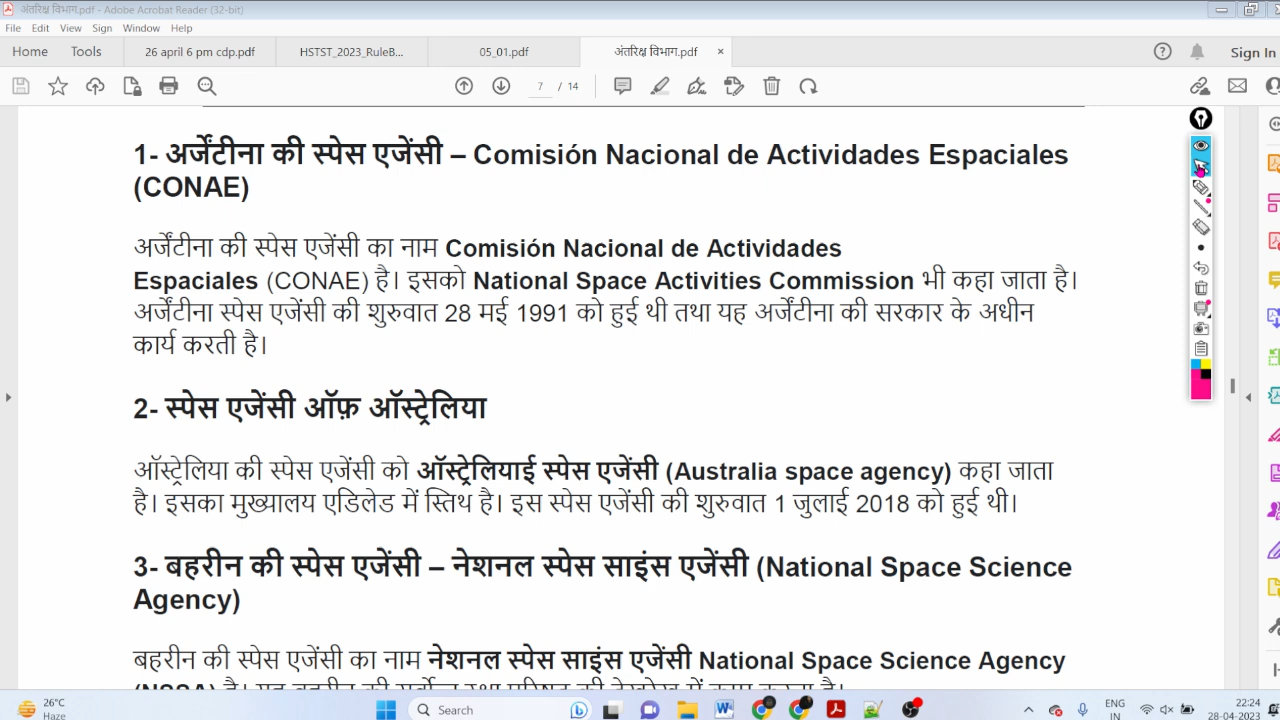 अंतरिक्ष विभाग.pdf - Adobe Acrobat Reader (32-bit)
File Edit View Sign Window Help
Home Tools 26 april 6 pm cdp.pdf HSTST_2023_RuleB... 05_01.pdf अंतरिक्ष विभाग.pdf × Sign In
7 / 14
1- अर्जेंटीना की स्पेस एजेंसी – Comisión Nacional de Actividades Espaciales
(CONAE)
अर्जेंटीना की स्पेस एजेंसी का नाम Comisión Nacional de Actividades
Espaciales (CONAE) है। इसको National Space Activities Commission भी कहा जाता है।
अर्जेंटीना स्पेस एजेंसी की शुरुवात 28 मई 1991 को हुई थी तथा यह अर्जेंटीना की सरकार के अधीन
कार्य करती है।
2- स्पेस एजेंसी ऑफ़ ऑस्ट्रेलिया
ऑस्ट्रेलिया की स्पेस एजेंसी को ऑस्ट्रेलियाई स्पेस एजेंसी (Australia space agency) कहा जाता
है। इसका मुख्यालय एडिलेड में स्तिथ है। इस स्पेस एजेंसी की शुरुवात 1 जुलाई 2018 को हुई थी।
3- बहरीन की स्पेस एजेंसी – नेशनल स्पेस साइंस एजेंसी (National Space Science
Agency)
बहरीन की स्पेस एजेंसी का नाम नेशनल स्पेस साइंस एजेंसी National Space Science Agency
26°C
Haze
Search
ENG
IN
22:24
28-04-2023